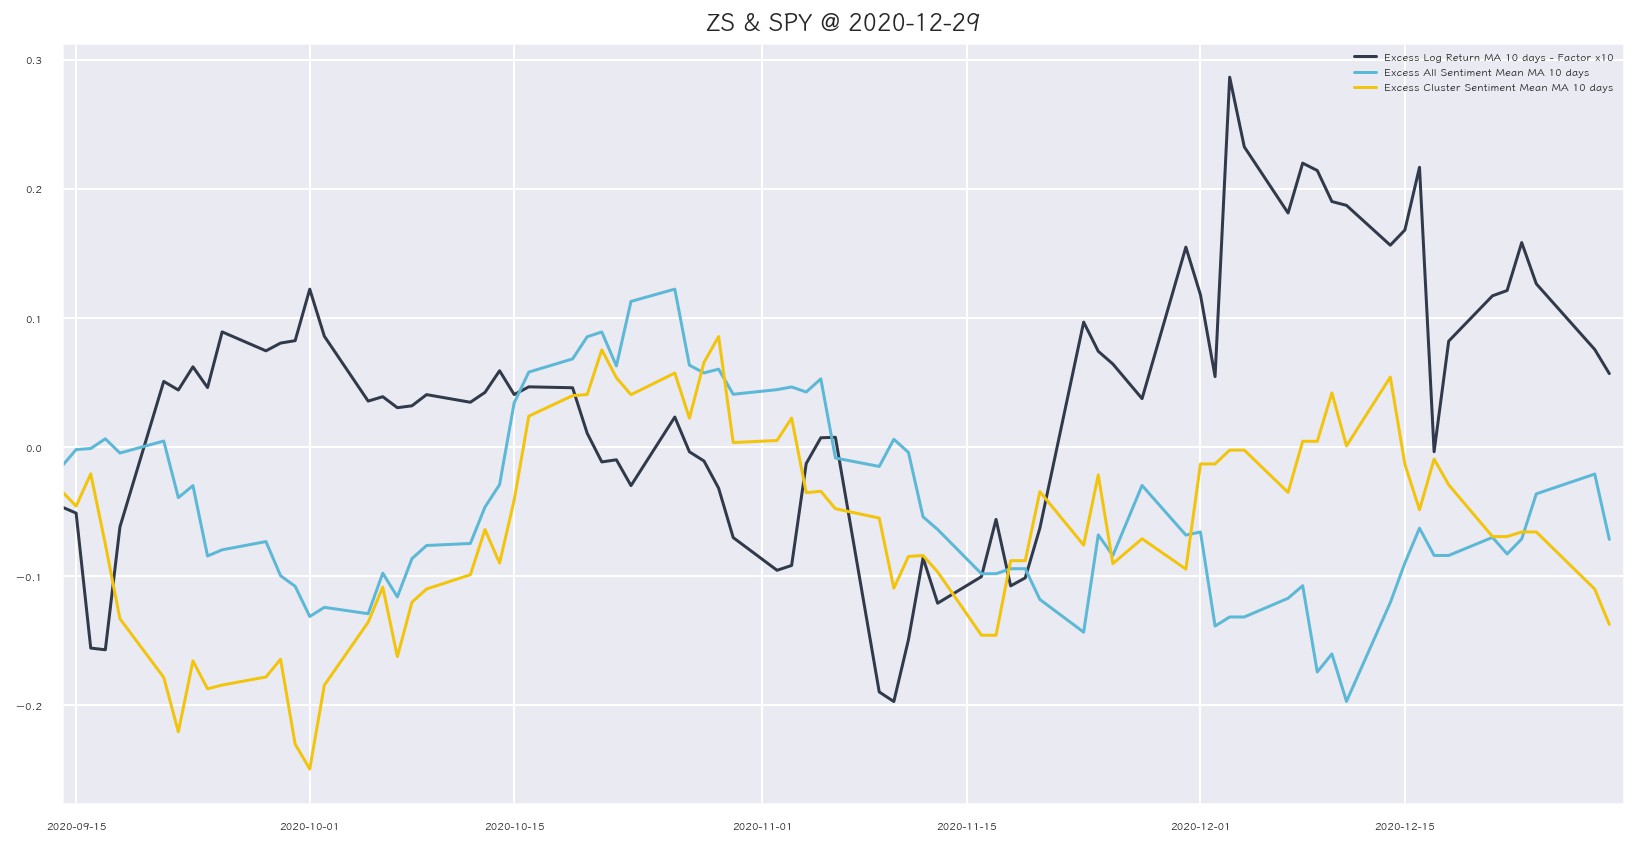 ZS & SPY @ 2020-12-29
Excess Log Return MA 10 days - Factor x10
Excess All Sentiment Mean MA 10 days
Excess Cluster Sentiment Mean MA 10 days
0.3
0.2
0.1
0.0
−0.1
−0.2
2020-09-15 2020-10-01 2020-10-15 2020-11-01 2020-11-15 2020-12-01 2020-12-15